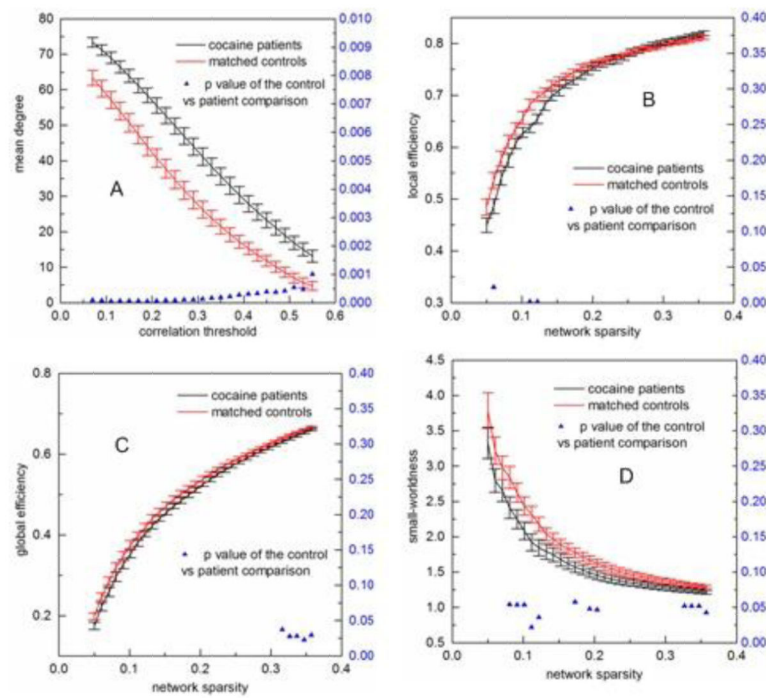 80
70
60
50
40
30
20
10
0
mean degree
0.010
0.009
0.008
0.007
0.006
0.005
0.004
0.003
0.002
0.001
0.000
cocaine patients
matched controls
p value of the control
vs patient comparison
A
0.0 0.1 0.2 0.3 0.4 0.5 0.6
correlation threshold
0.8
0.7
0.6
0.5
0.4
0.3
local efficiency
0.40
0.35
0.30
0.25
0.20
0.15
0.10
0.05
0.00
B
cocaine patients
matched controls
p value of the control
vs patient comparison
0.0 0.1 0.2 0.3 0.4
network sparsity
0.8
0.6
0.4
0.2
global efficiency
0.40
0.35
0.30
0.25
0.20
0.15
0.10
0.05
0.00
cocaine patients
matched controls
C
p value of the control
vs patient comparison
0.0 0.1 0.2 0.3 0.4
network sparsity
4.5
4.0
3.5
3.0
2.5
2.0
1.5
1.0
0.5
small-worldness
0.40
0.35
0.30
0.25
0.20
0.15
0.10
0.05
0.00
cocaine patients
matched controls
p value of the control
vs patient comparison
D
0.0 0.1 0.2 0.3 0.4
network sparsity